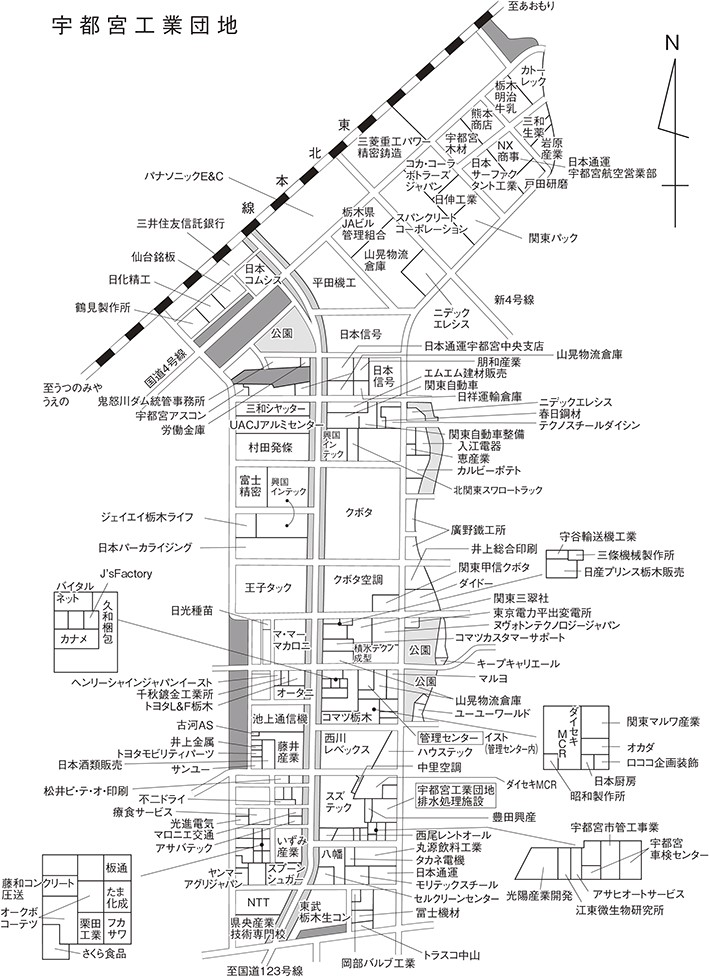 宇都宮工業団地
至あおもり
N
東
北
本
線
カトー
レック
栃木
明治
牛乳
熊本
商店
三和
生薬
岩原
産業
三菱重工パワー
精密鋳造
宇都宮
木材
NX
商事
日本通運
宇都宮航空営業部
コカ・コーラ
ボトラーズ
ジャパン
日本
サーファク
タント工業
戸田研磨
パナソニックE&C
日伸工業
栃木県
JAビル
管理組合
スパンクリート
コーポレーション
関東パック
三井住友信託銀行
山晃物流
倉庫
仙台銘板
日本
コムシス
平田機工
日化精工
ニデック
エレシス
新4号線
鶴見製作所
公園
日本信号
国道4号線
日本通運宇都宮中央支店
朋和産業
山晃物流倉庫
至うつのみや
うえの
日本
信号
エムエム建材販売
関東自動車
鬼怒川ダム統管事務所
日祥運輸倉庫
宇都宮アスコン
労働金庫
三和シヤッター
ニデックエレシス
春日鋼材
テクノスチールダイシン
UACJアルミセンター
村田発條
興国
イン
テック
関東自動車整備
入江電器
恵産業
カルビーポテト
富士
精密
興国
インテック
北関東スワロートラック
クボタ
ジェイエイ栃木ライフ
廣野鐵工所
守谷輸送機工業
日本パーカライジング
井上総合印刷
三條機械製作所
関東甲信クボタ
日産プリンス栃木販売
J'sFactory
王子タック
クボタ空調
ダイドー
バイタル
ネット
久和梱包
カナメ
日光種苗
関東三翠社
東京電力平出変電所
マ・マー
マカロニ
ヌヴォトンテクノロジージャパン
積水テクノ
成型
コマツカスタマーサポート
公園
キープキャリエール
ヘンリーシャインジャパンイースト
マルヨ
公園
千秋鍍金工業所
オータニ
トヨタL&F栃木
山晃物流倉庫
ユーユーワールド
池上通信機
コマツ栃木
古河AS
管理センター
イスト
(管理センター内)
ダイセキ
MCR
関東マルワ産業
井上金属
藤井
産業
西川
レベックス
ハウステック
オカダ
トヨタモビリティパーツ
中里空調
ロココ企画装飾
日本酒類販売
サンユー
日本厨房
昭和製作所
ダイセキMCR
松井ピ・テ・オ・印刷
スズ
テック
宇都宮工業団地
排水処理施設
不二ドライ
療食サービス
豊田興産
光進電気
宇都宮市管工事業
マロニエ交通
西尾レントオール
宇都宮
車検センター
アサバテック
いずみ
産業
丸源飲料工業
板通
八幡
タカネ電機
藤和コンクリート
圧送
たま
化成
ヤンマー
アグリジャパン
スプーン
シュガー
日本通運
アサヒオートサービス
モリテックスチール
光陽産業開発
江東微生物研究所
オークボ
コーテツ
栗田
工業
フカ
サワ
NTT
セルクリーンセンター
東武
栃木生コン
冨士機材
県央産業
技術専門校
さくら食品
トラスコ中山
岡部バルブ工業
至国道123号線